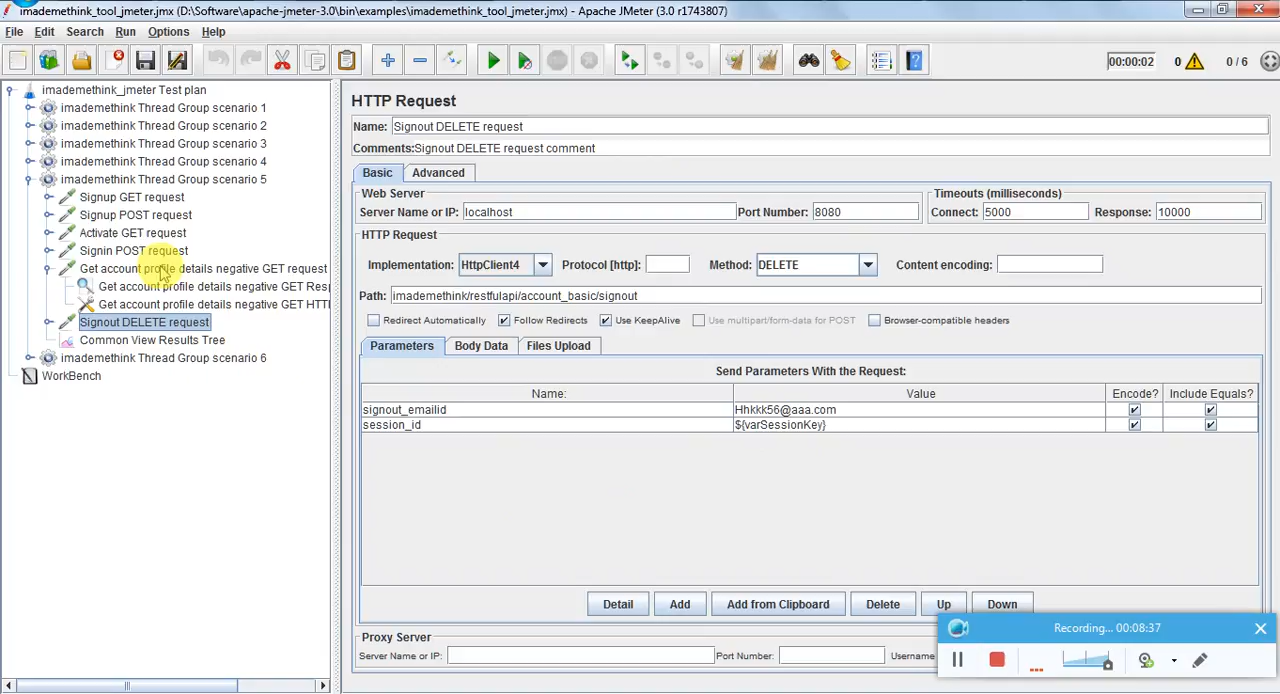 imademethink_tool_jmeter.jmx (D:\Software\apache-jmeter-3.0\bin\examples\imademethink_tool_jmeter.jmx) - Apache JMeter (3.0 r1743807)
File Edit Search Run Options Help
00:00:02 0 0 / 6
imademethink_jmeter Test plan
imademethink Thread Group scenario 1
imademethink Thread Group scenario 2
imademethink Thread Group scenario 3
imademethink Thread Group scenario 4
imademethink Thread Group scenario 5
Signup GET request
Signup POST request
Activate GET request
Signin POST request
Get account profile details negative GET request
Get account profile details negative GET Resp
Get account profile details negative GET HTTI
Signout DELETE request
Common View Results Tree
imademethink Thread Group scenario 6
WorkBench
HTTP Request
Name: Signout DELETE request
Comments: Signout DELETE request comment
Basic Advanced
Web Server
Server Name or IP: localhost Port Number: 8080
Timeouts (milliseconds)
Connect: 5000 Response: 10000
HTTP Request
Implementation: HttpClient4 Protocol [http]: Method: DELETE Content encoding:
Path: imademethink/restfulapi/account_basic/signout
Redirect Automatically Follow Redirects Use KeepAlive Use multipart/form-data for POST Browser-compatible headers
Parameters Body Data Files Upload
Send Parameters With the Request:
Name: Value Encode? Include Equals?
signout_emailid Hhkkk56@aaa.com
session_id ${varSessionKey}
Detail Add Add from Clipboard Delete Up Down
Proxy Server
Server Name or IP: Port Number: Username
Recording... 00:08:37